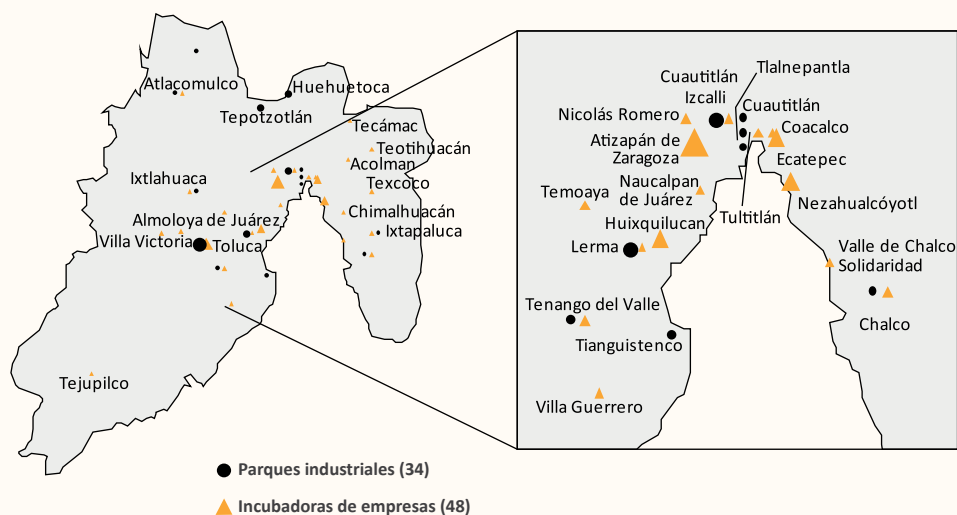 Atlacomulco
Huehuetoca
Tepotzotlán
Tecámac
Teotihuacán
Acolman
Ixtlahuaca
Texcoco
Almoloya de Juárez
Chimalhuacán
Villa Victoria
Toluca
Ixtapaluca
Tejupilco
Tlalnepantla
Cuautitlán
Izcalli
Cuautitlán
Nicolás Romero
Coacalco
Atizapán de
Zaragoza
Ecatepec
Naucalpan
de Juárez
Temoaya
Nezahualcóyotl
Tultitlán
Huixquilucan
Lerma
Valle de Chalco
Solidaridad
Tenango del Valle
Chalco
Tianguistenco
Villa Guerrero
Parques industriales (34)
Incubadoras de empresas (48)